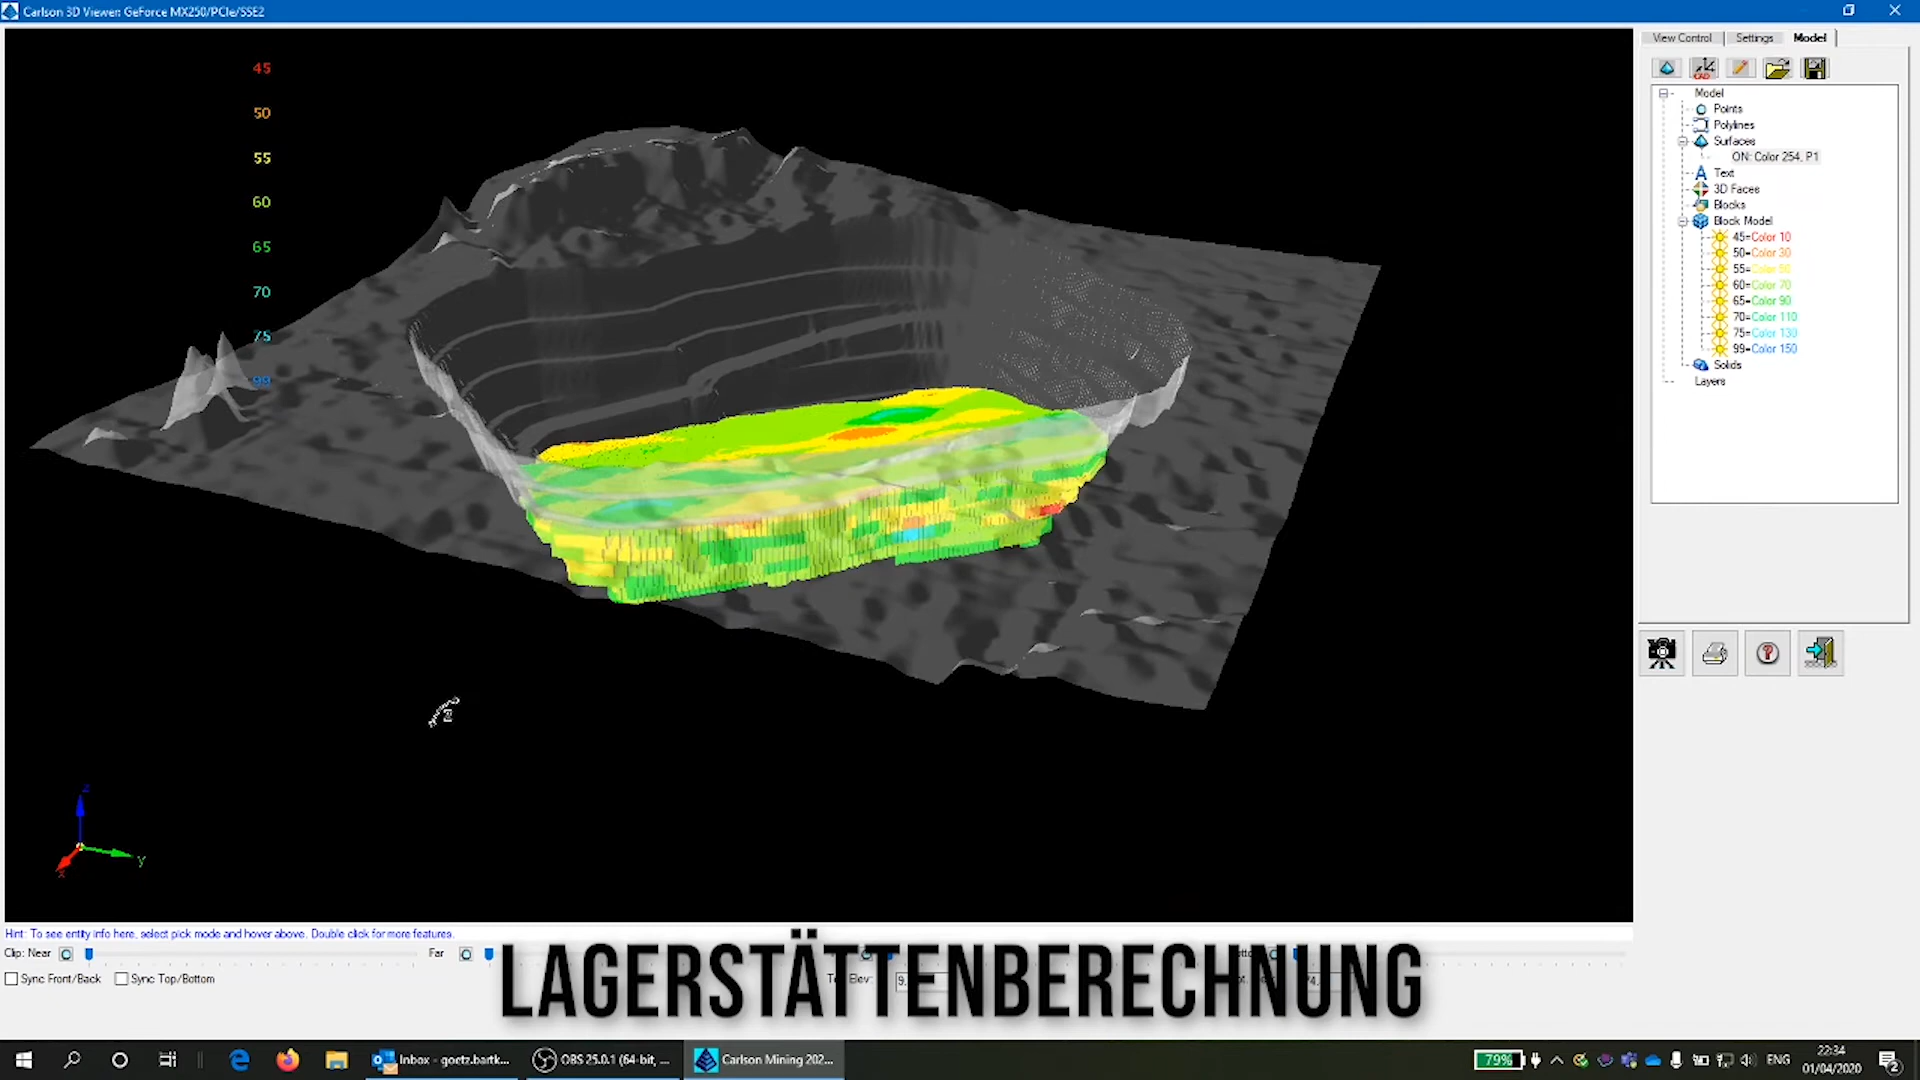 Carlson 3D Viewer: GeForce MX250/PCIe/SSE2
View Control
Settings
Model
45
50
55
60
65
70
75
99
Model
Points
Polylines
Surfaces
ON: Color 254, P1
Text
3D Faces
Blocks
Block Model
45=Color 10
50=Color 30
55=Color 50
60=Color 70
65=Color 90
70=Color 110
75=Color 130
99=Color 150
Solids
Layers
z
y
x
Hint: To see entity info here, select pick mode and hover above. Double click for more features.
Clip: Near
Far
Sync Front/Back
Sync Top/Bottom
Elev:
LAGERSTÄTTENBERECHNUNG
Inbox - goetz.bartk...
OBS 25.0.1 (64-bit, ...
Carlson Mining 202...
79%
ENG
22:34
01/04/2020
2